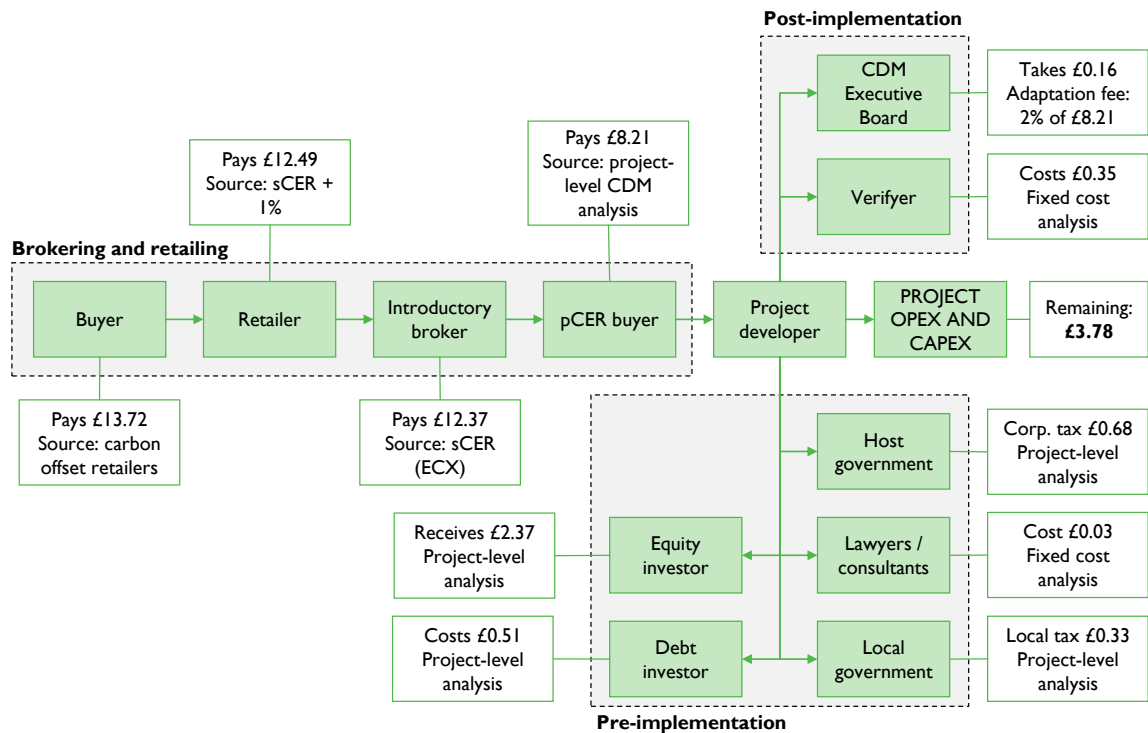 Post-implementation
CDM
Executive
Board
Takes £0.16
Adaptation fee:
2% of £8.21
Pays £12.49
Source: sCER +
1%
Pays £8.21
Source: project-
level CDM
analysis
Verifyer
Costs £0.35
Fixed cost
analysis
Brokering and retailing
Buyer
Retailer
Introductory
broker
pCER buyer
Project
developer
PROJECT
OPEX AND
CAPEX
Remaining:
£3.78
Pays £13.72
Source: carbon
offset retailers
Pays £12.37
Source: sCER
(ECX)
Host
government
Corp. tax £0.68
Project-level
analysis
Receives £2.37
Project-level
analysis
Equity
investor
Lawyers /
consultants
Cost £0.03
Fixed cost
analysis
Costs £0.51
Project-level
analysis
Debt
investor
Local
government
Local tax £0.33
Project-level
analysis
Pre-implementation